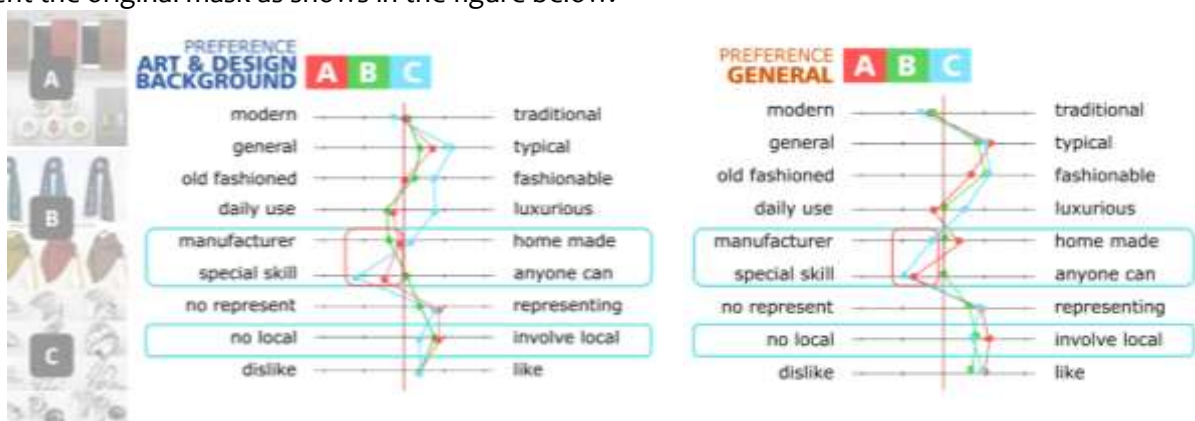 ent the original mask as shows in the figure below.
A
B
C
PREFERENCE
ART & DESIGN
BACKGROUND
A B C
modern traditional
general typical
old fashioned fashionable
daily use luxurious
manufacturer home made
special skill anyone can
no represent representing
no local involve local
dislike like
PREFERENCE
GENERAL
A B C
modern traditional
general typical
old fashioned fashionable
daily use luxurious
manufacturer home made
special skill anyone can
no represent representing
no local involve local
dislike like